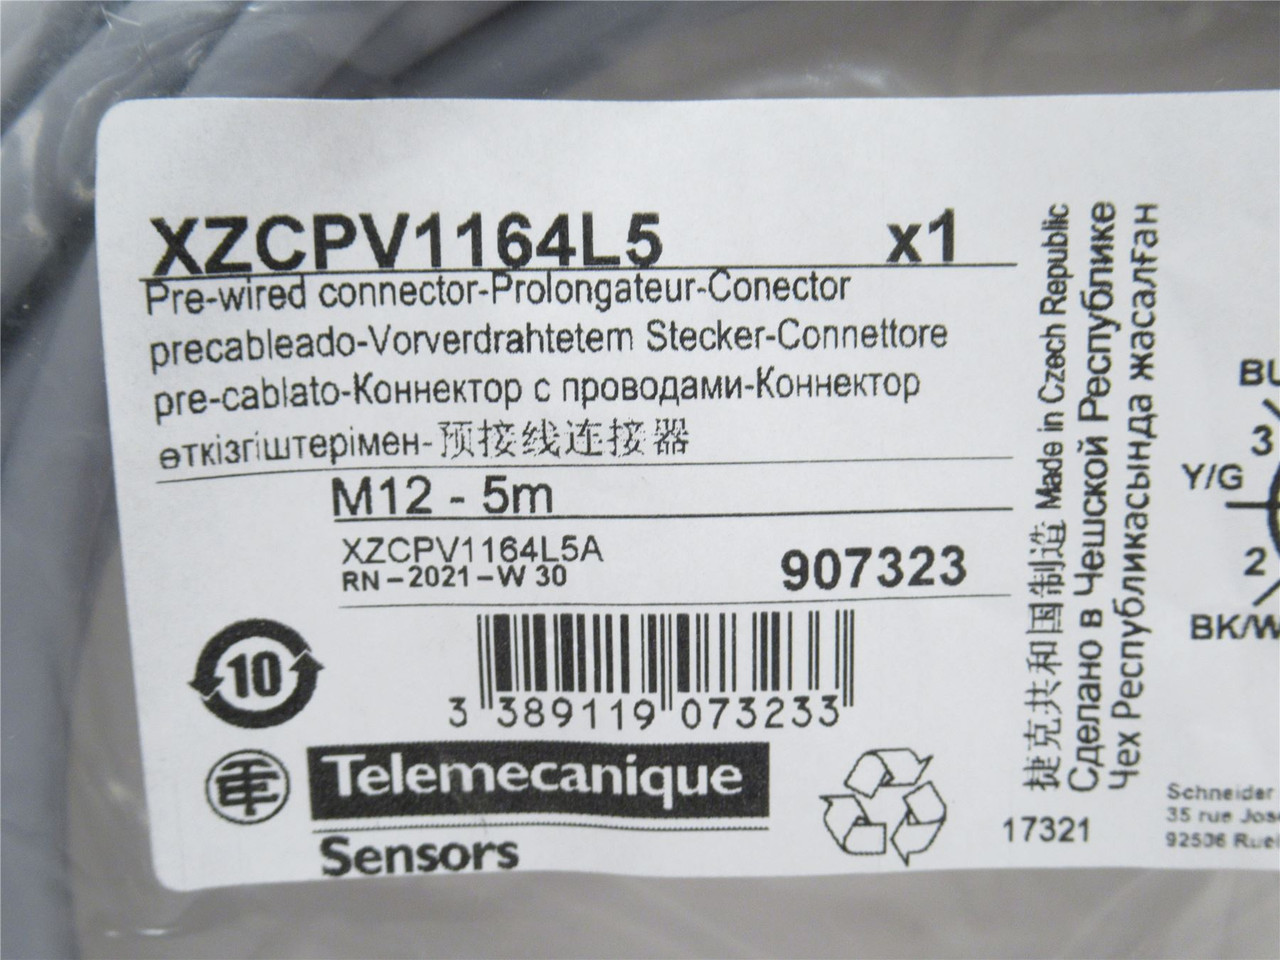 XZCPV1164L5 x1
Pre-wired connector-Prolongateur-Conector
precableado-Vorverdrahtetem Stecker-Connettore
pre-cablato-Коннектор с проводами-Коннектор
өткізгіштерімен-预接线连接器
M12 - 5m
XZCPV1164L5A
RN-2021-W 30
907323
10
3 389119 073233
Telemecanique
Sensors
捷克共和国制造 Made in Czech Republic
Сделано в Чешской Республике
Чех Республикасында жасалған
17321
3
Y/G
2
Schneider
35 rue
92506